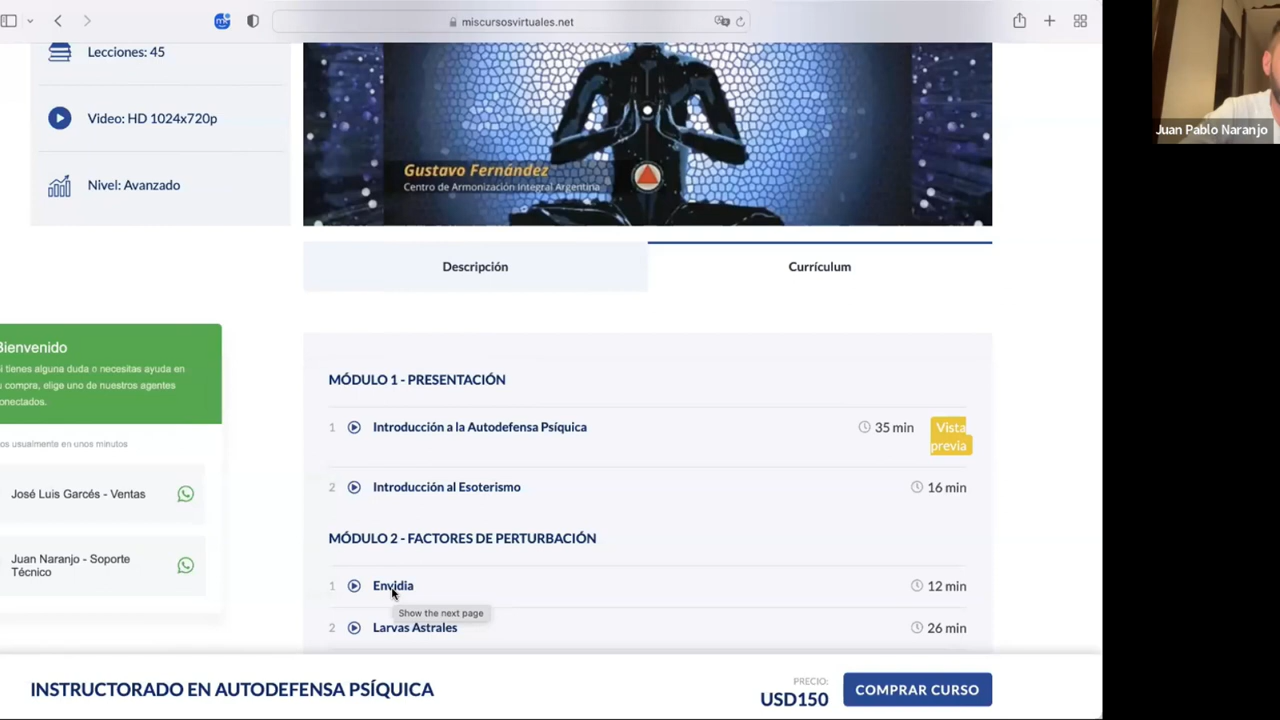 miscursosvirtuales.net
Lecciones: 45
Video: HD 1024x720p
Nivel: Avanzado
Gustavo Fernández
Centro de Armonización Integral Argentina
Juan Pablo Naranjo
Descripción
Currículum
Bienvenido
si tienes alguna duda o necesitas ayuda en
tu compra, elige uno de nuestros agentes
conectados.
usualmente en unos minutos
José Luis Garcés - Ventas
Juan Naranjo - Soporte
Técnico
MÓDULO 1 - PRESENTACIÓN
1 Introducción a la Autodefensa Psíquica 35 min Vista
previa
2 Introducción al Esoterismo 16 min
MÓDULO 2 - FACTORES DE PERTURBACIÓN
1 Envidia 12 min
Show the next page
2 Larvas Astrales 26 min
INSTRUCTORADO EN AUTODEFENSA PSÍQUICA
PRECIO:
USD150
COMPRAR CURSO